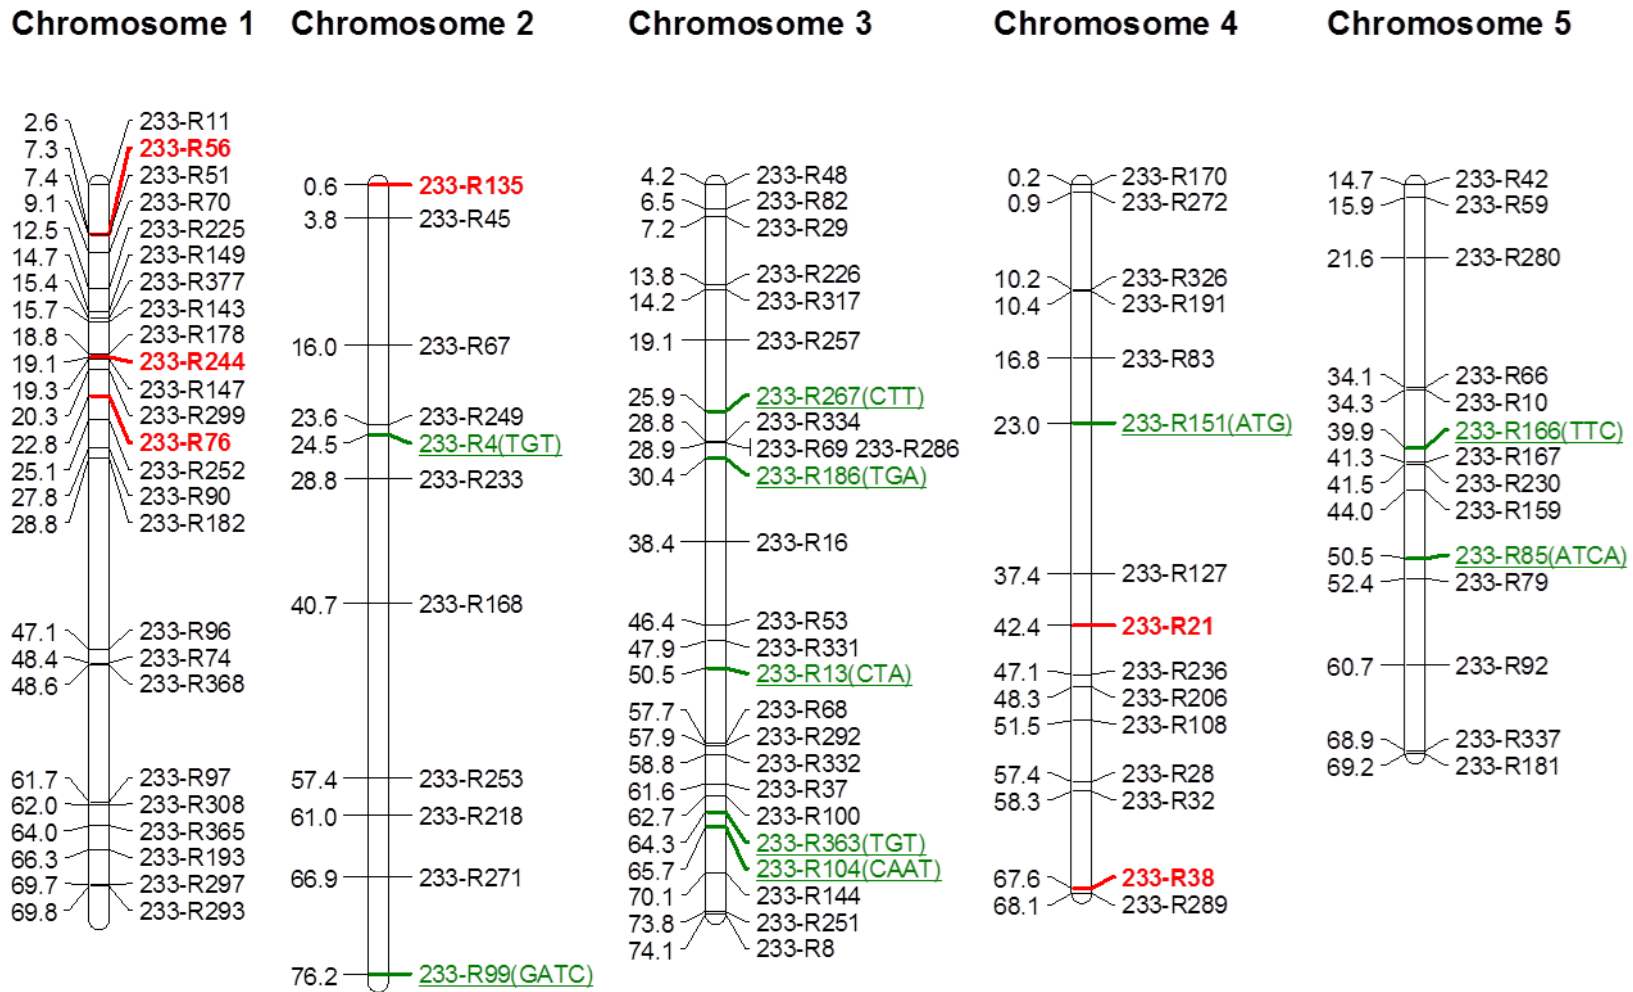 Chromosome 1
2.6 233-R11
7.3 233-R56
7.4 233-R51
9.1 233-R70
12.5 233-R225
14.7 233-R149
15.4 233-R377
15.7 233-R143
18.8 233-R178
19.1 233-R244
19.3 233-R147
20.3 233-R299
22.8 233-R76
25.1 233-R252
27.8 233-R90
28.8 233-R182
47.1 233-R96
48.4 233-R74
48.6 233-R368
61.7 233-R97
62.0 233-R308
64.0 233-R365
66.3 233-R193
69.7 233-R297
69.8 233-R293
Chromosome 2
0.6 233-R135
3.8 233-R45
16.0 233-R67
23.6 233-R249
24.5 233-R4(TGT)
28.8 233-R233
40.7 233-R168
57.4 233-R253
61.0 233-R218
66.9 233-R271
76.2 233-R99(GATC)
Chromosome 3
4.2 233-R48
6.5 233-R82
7.2 233-R29
13.8 233-R226
14.2 233-R317
19.1 233-R257
25.9 233-R267(CTT)
28.8 233-R334
28.9 233-R69 233-R286
30.4 233-R186(TGA)
38.4 233-R16
46.4 233-R53
47.9 233-R331
50.5 233-R13(CTA)
57.7 233-R68
57.9 233-R292
58.8 233-R332
61.6 233-R37
62.7 233-R100
64.3 233-R363(TGT)
65.7 233-R104(CAAT)
70.1 233-R144
73.8 233-R251
74.1 233-R8
Chromosome 4
0.2 233-R170
0.9 233-R272
10.2 233-R326
10.4 233-R191
16.8 233-R83
23.0 233-R151(ATG)
37.4 233-R127
42.4 233-R21
47.1 233-R236
48.3 233-R206
51.5 233-R108
57.4 233-R28
58.3 233-R32
67.6 233-R38
68.1 233-R289
Chromosome 5
14.7 233-R42
15.9 233-R59
21.6 233-R280
34.1 233-R66
34.3 233-R10
39.9 233-R166(TTC)
41.3 233-R167
41.5 233-R230
44.0 233-R159
50.5 233-R85(ATCA)
52.4 233-R79
60.7 233-R92
68.9 233-R337
69.2 233-R181